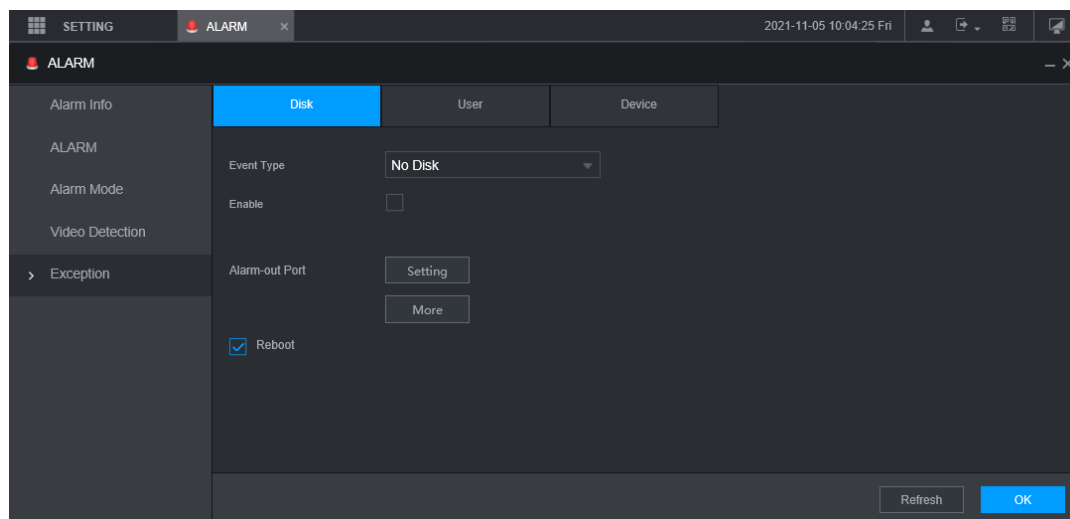 SETTING
ALARM ×
2021-11-05 10:04:25 Fri
ALARM
Alarm Info
ALARM
Alarm Mode
Video Detection
Exception
Disk
User
Device
Event Type
No Disk
Enable
Alarm-out Port
Setting
More
Reboot
Refresh
OK